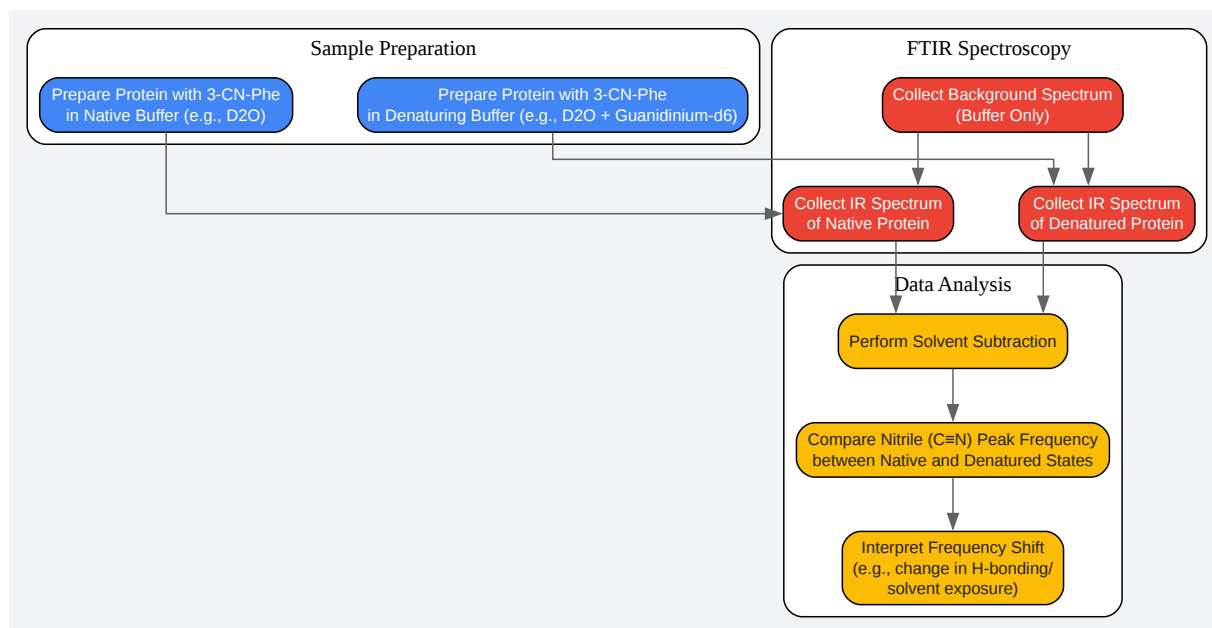 Sample Preparation
Prepare Protein with 3-CN-Phe
in Native Buffer (e.g., D2O)
Prepare Protein with 3-CN-Phe
in Denaturing Buffer (e.g., D2O + Guanidinium-d6)
FTIR Spectroscopy
Collect Background Spectrum
(Buffer Only)
Collect IR Spectrum
of Native Protein
Collect IR Spectrum
of Denatured Protein
Data Analysis
Perform Solvent Subtraction
Compare Nitrile (C≡N) Peak Frequency
between Native and Denatured States
Interpret Frequency Shift
(e.g., change in H-bonding/
solvent exposure)